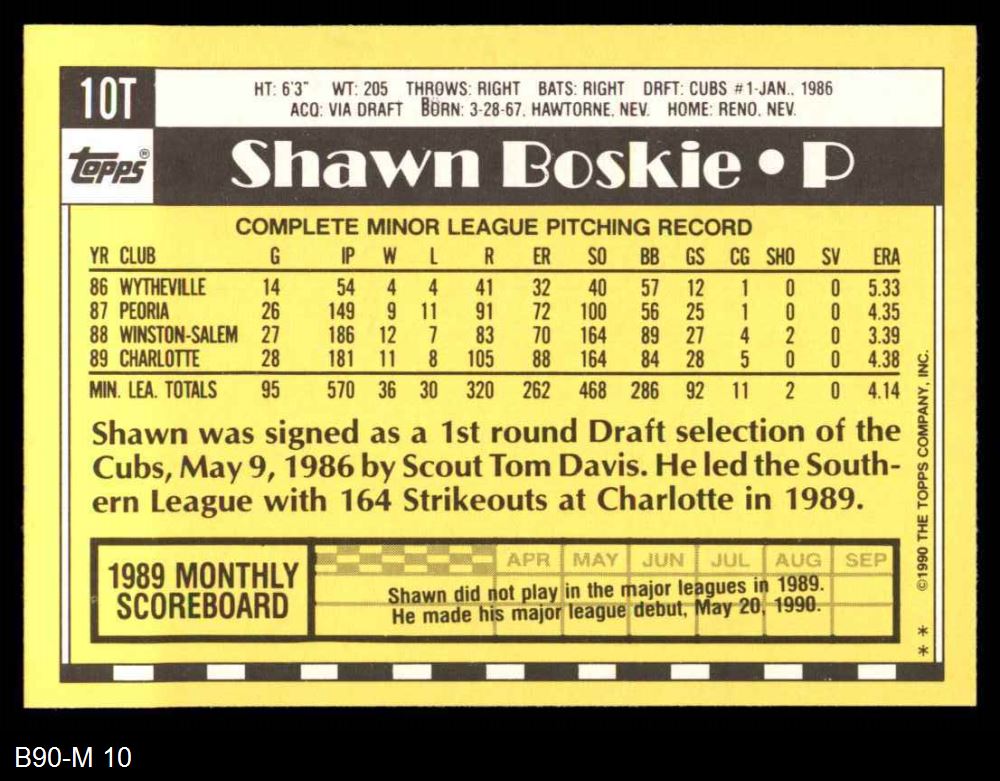 10T
HT: 6'3" WT: 205 THROWS: RIGHT BATS: RIGHT DRFT: CUBS #1-JAN., 1986
ACQ: VIA DRAFT BORN: 3-28-67, HAWTORNE, NEV. HOME: RENO, NEV.
TOPPS®
Shawn Boskie • P
COMPLETE MINOR LEAGUE PITCHING RECORD
YR CLUB G IP W L R ER SO BB GS CG SHO SV ERA
86 WYTHEVILLE 14 54 4 4 41 32 40 57 12 1 0 0 5.33
87 PEORIA 26 149 9 11 91 72 100 56 25 1 0 0 4.35
88 WINSTON-SALEM 27 186 12 7 83 70 164 89 27 4 2 0 3.39
89 CHARLOTTE 28 181 11 8 105 88 164 84 28 5 0 0 4.38
MIN. LEA. TOTALS 95 570 36 30 320 262 468 286 92 11 2 0 4.14
Shawn was signed as a 1st round Draft selection of the
Cubs, May 9, 1986 by Scout Tom Davis. He led the South-
ern League with 164 Strikeouts at Charlotte in 1989.
1989 MONTHLY
SCOREBOARD
APR MAY JUN JUL AUG SEP
Shawn did not play in the major leagues in 1989.
He made his major league debut, May 20, 1990.
©1990 THE TOPPS COMPANY, INC.
* *
B90-M 10